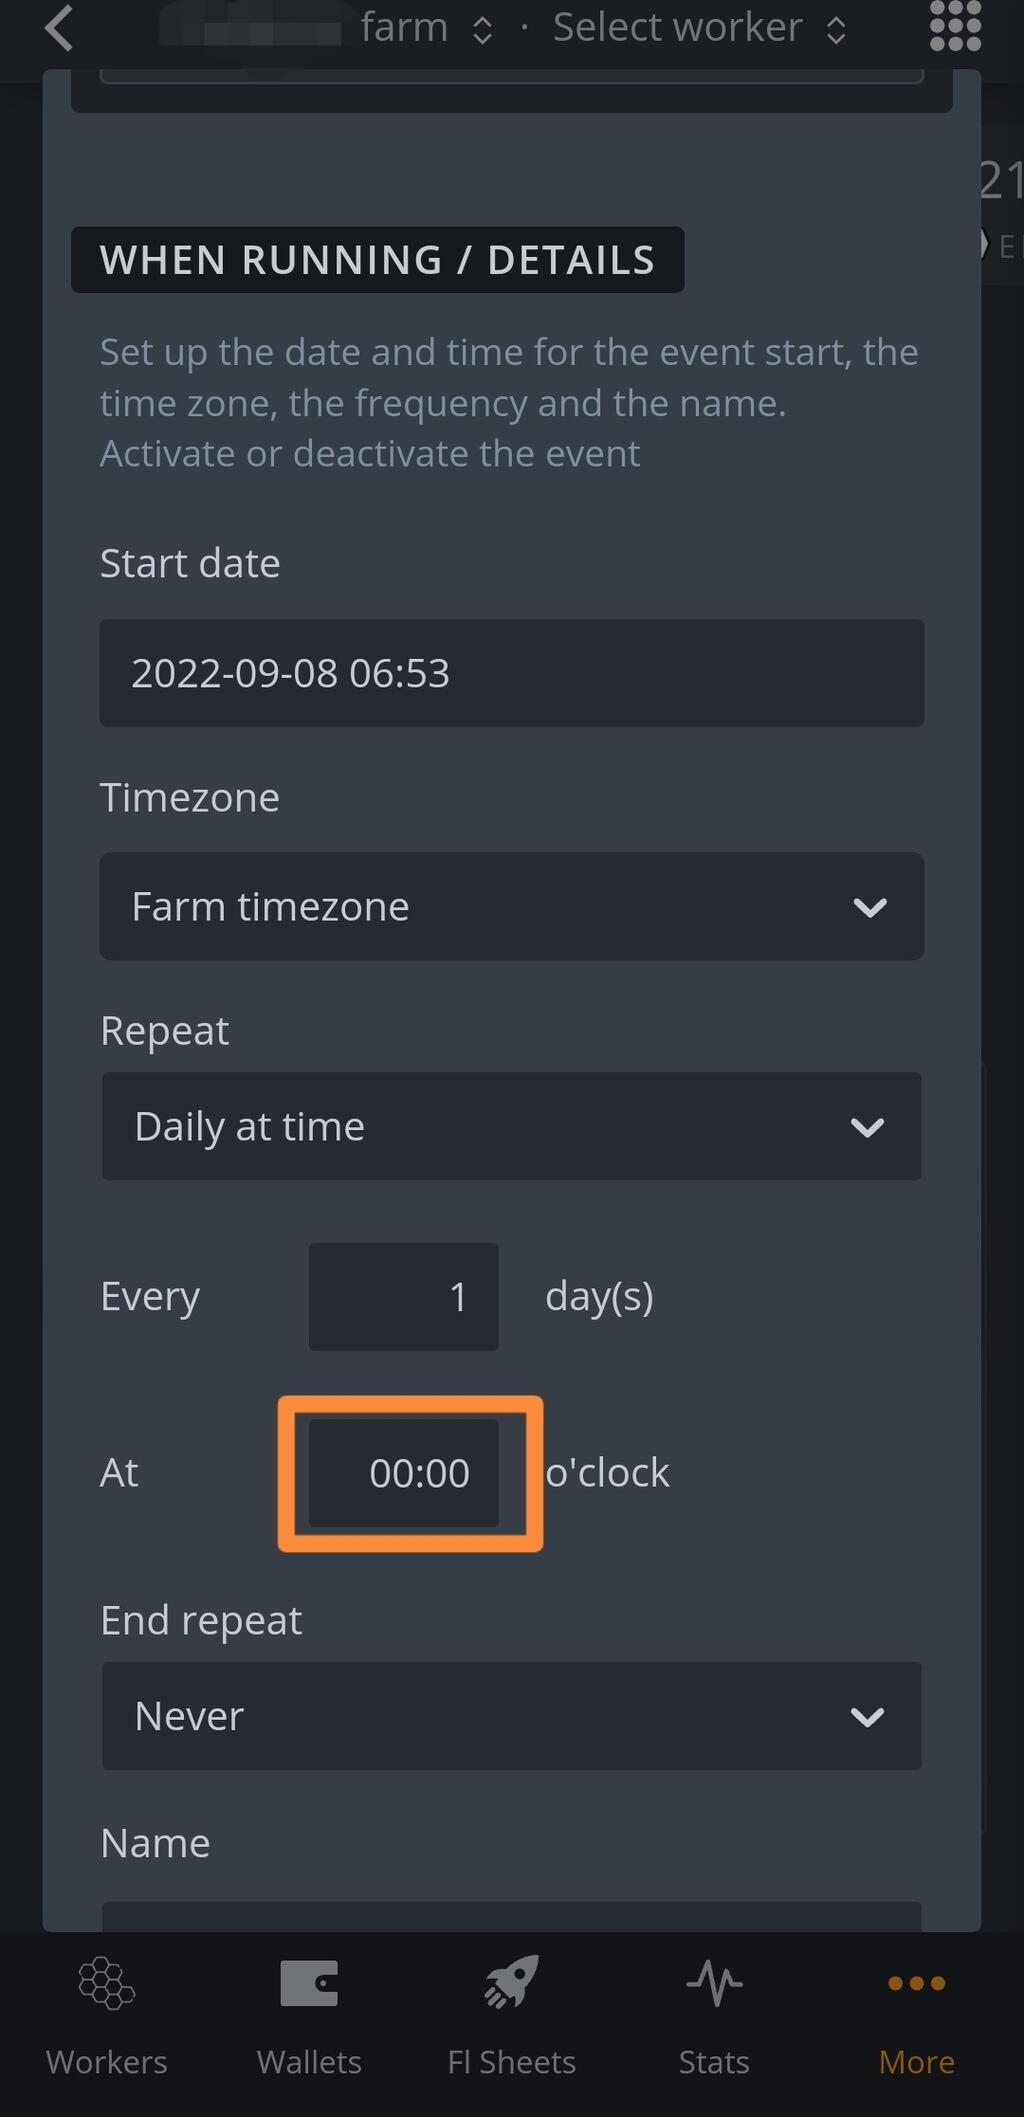 farm · Select worker
21
WHEN RUNNING / DETAILS
Set up the date and time for the event start, the
time zone, the frequency and the name.
Activate or deactivate the event
Start date
2022-09-08 06:53
Timezone
Farm timezone
Repeat
Daily at time
Every 1 day(s)
At 00:00 o'clock
End repeat
Never
Name
Workers Wallets Fl Sheets Stats More